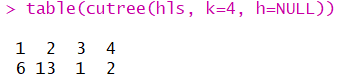 > table(cutree(hls, k=4, h=NULL))
1 2 3 4
6 13 1 2